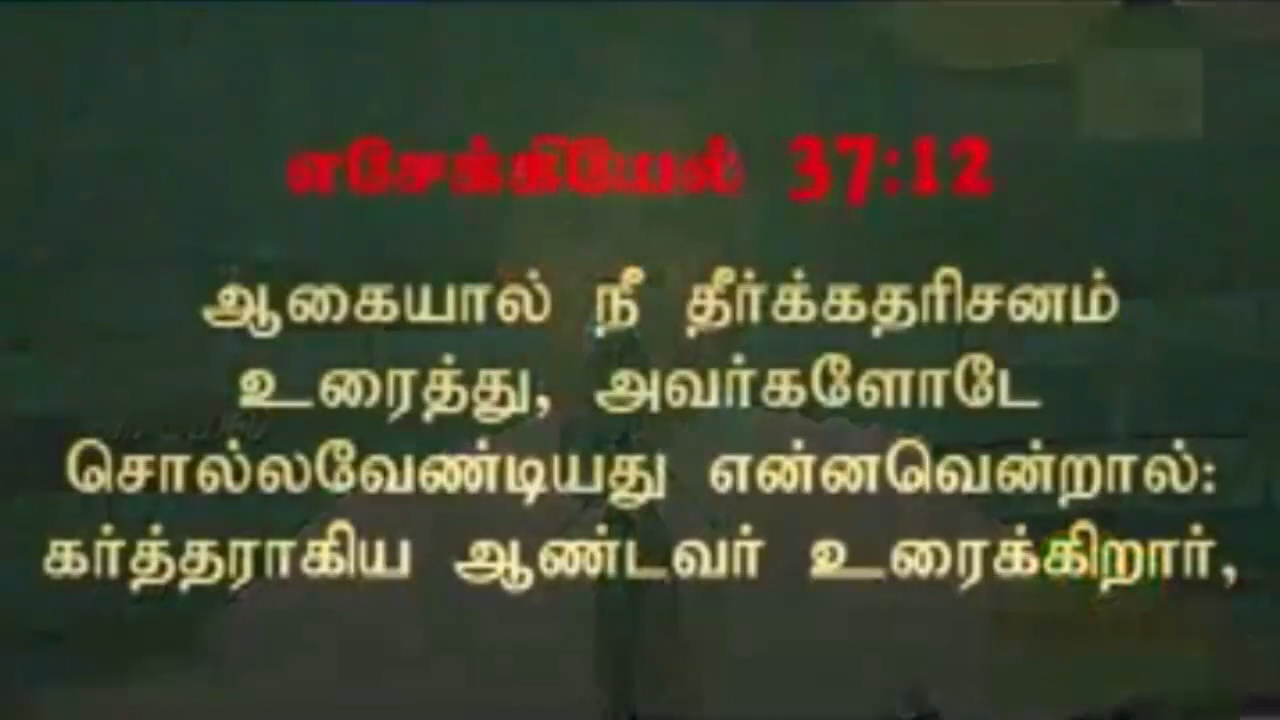 எசேக்கியேல் 37:12
ஆகையால் நீ தீர்க்கதரிசனம்
உரைத்து, அவர்களோடே
சொல்லவேண்டியது என்னவென்றால்:
கர்த்தராகிய ஆண்டவர் உரைக்கிறார்,